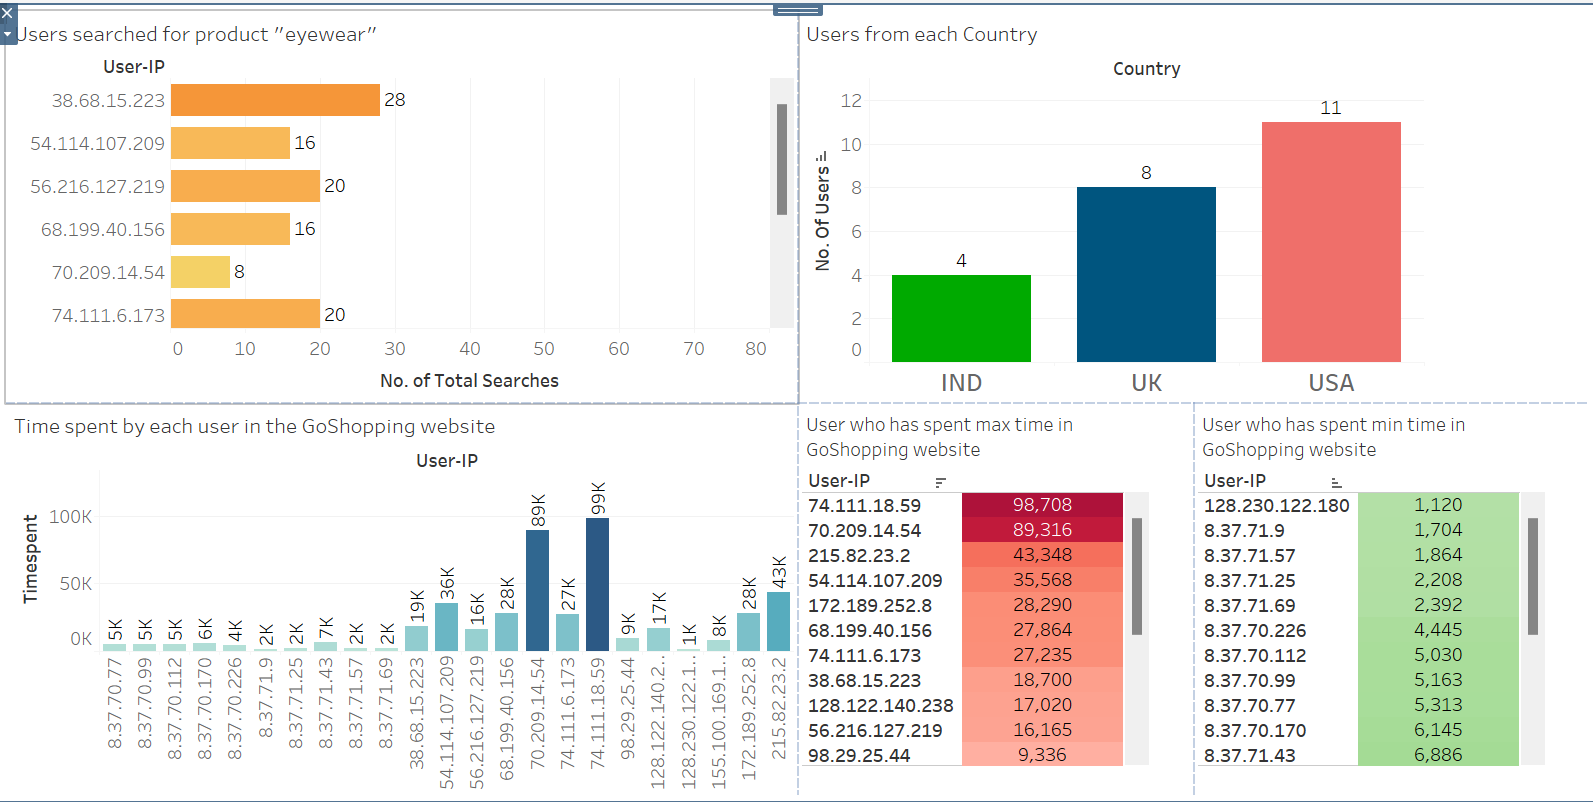 Users searched for product "eyewear"
User-IP
38.68.15.223 28
54.114.107.209 16
56.216.127.219 20
68.199.40.156 16
70.209.14.54 8
74.111.6.173 20
0 10 20 30 40 50 60 70 80
No. of Total Searches
Users from each Country
Country
No. Of Users
12
10
8
6
4
2
0
4
8
11
IND UK USA
Time spent by each user in the GoShopping website
User-IP
Timespent
100K
50K
0K
5K
5K
5K
6K
4K
2K
2K
7K
2K
2K
19K
36K
16K
28K
89K
27K
99K
9K
17K
1K
8K
28K
43K
8.37.70.77
8.37.70.99
8.37.70.112
8.37.70.170
8.37.70.226
8.37.71.9
8.37.71.25
8.37.71.43
8.37.71.57
8.37.71.69
38.68.15.223
54.114.107.209
56.216.127.219
68.199.40.156
70.209.14.54
74.111.6.173
74.111.18.59
98.29.25.44
128.122.140.2..
128.230.122.1..
155.100.169.1..
172.189.252.8
215.82.23.2
User who has spent max time in
GoShopping website
User-IP
74.111.18.59 98,708
70.209.14.54 89,316
215.82.23.2 43,348
54.114.107.209 35,568
172.189.252.8 28,290
68.199.40.156 27,864
74.111.6.173 27,235
38.68.15.223 18,700
128.122.140.238 17,020
56.216.127.219 16,165
98.29.25.44 9,336
User who has spent min time in
GoShopping website
User-IP
128.230.122.180 1,120
8.37.71.9 1,704
8.37.71.57 1,864
8.37.71.25 2,208
8.37.71.69 2,392
8.37.70.226 4,445
8.37.70.112 5,030
8.37.70.99 5,163
8.37.70.77 5,313
8.37.70.170 6,145
8.37.71.43 6,886